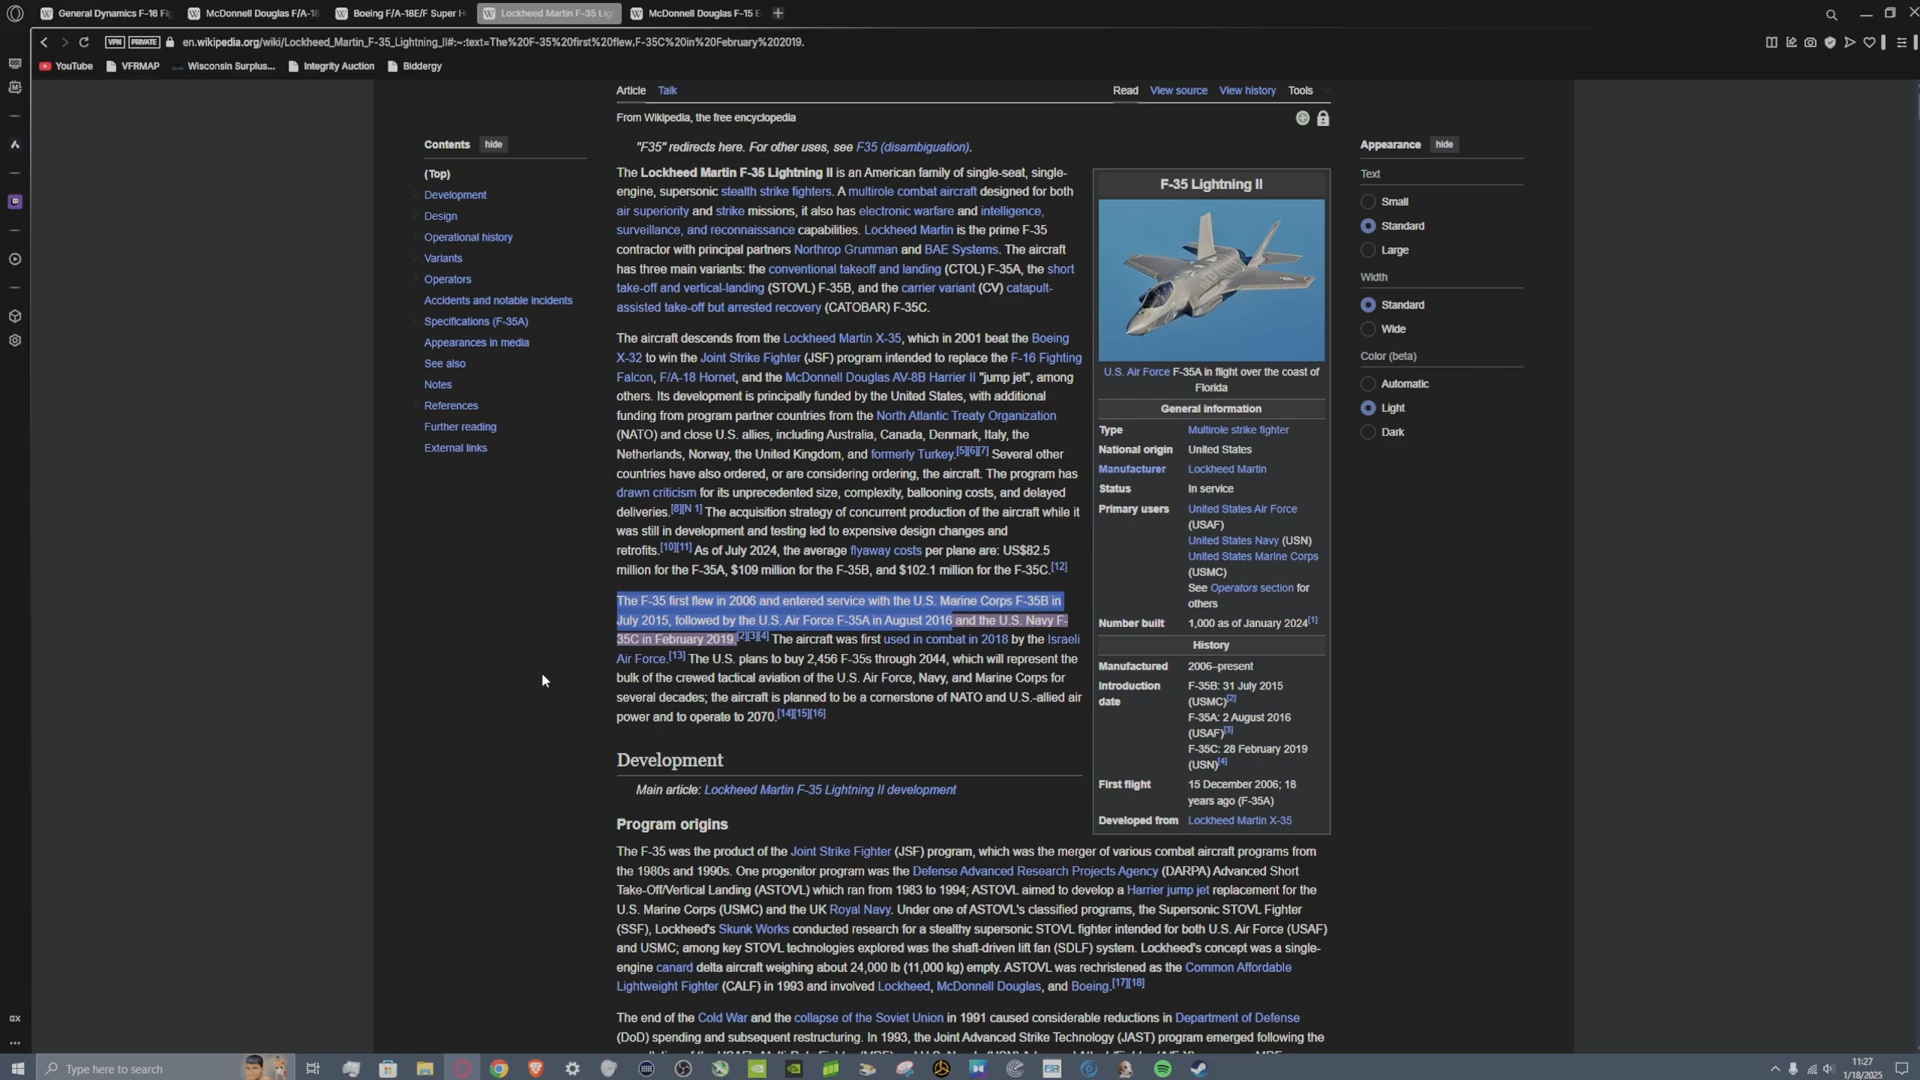 General Dynamics F-16 Fig
McDonnell Douglas F/A-18
Boeing F/A-18E/F Super H
Lockheed Martin F-35 Lig
McDonnell Douglas F-15 E
VPN
PRIVATE
en.wikipedia.org/wiki/Lockheed_Martin_F-35_Lightning_II#:~:text=The%20F-35%20first%20flew,F-35C%20in%20February%202019.
YouTube
VFRMAP
Wisconsin Surplus...
Integrity Auction
Biddergy
Article
Talk
Read
View source
View history
Tools
From Wikipedia, the free encyclopedia
Contents
hide
(Top)
Development
Design
Operational history
Variants
Operators
Accidents and notable incidents
Specifications (F-35A)
Appearances in media
See also
Notes
References
Further reading
External links
"F35" redirects here. For other uses, see F35 (disambiguation).
The Lockheed Martin F-35 Lightning II is an American family of single-seat, single-
engine, supersonic stealth strike fighters. A multirole combat aircraft designed for both
air superiority and strike missions, it also has electronic warfare and intelligence,
surveillance, and reconnaissance capabilities. Lockheed Martin is the prime F-35
contractor with principal partners Northrop Grumman and BAE Systems. The aircraft
has three main variants: the conventional takeoff and landing (CTOL) F-35A, the short
take-off and vertical-landing (STOVL) F-35B, and the carrier variant (CV) catapult-
assisted take-off but arrested recovery (CATOBAR) F-35C.
The aircraft descends from the Lockheed Martin X-35, which in 2001 beat the Boeing
X-32 to win the Joint Strike Fighter (JSF) program intended to replace the F-16 Fighting
Falcon, F/A-18 Hornet, and the McDonnell Douglas AV-8B Harrier II "jump jet", among
others. Its development is principally funded by the United States, with additional
funding from program partner countries from the North Atlantic Treaty Organization
(NATO) and close U.S. allies, including Australia, Canada, Denmark, Italy, the
Netherlands, Norway, the United Kingdom, and formerly Turkey.[5][6][7] Several other
countries have also ordered, or are considering ordering, the aircraft. The program has
drawn criticism for its unprecedented size, complexity, ballooning costs, and delayed
deliveries.[8][N 1] The acquisition strategy of concurrent production of the aircraft while it
was still in development and testing led to expensive design changes and
retrofits.[10][11] As of July 2024, the average flyaway costs per plane are: US$82.5
million for the F-35A, $109 million for the F-35B, and $102.1 million for the F-35C.[12]
The F-35 first flew in 2006 and entered service with the U.S. Marine Corps F-35B in
July 2015, followed by the U.S. Air Force F-35A in August 2016 and the U.S. Navy F-
35C in February 2019.[2][3][4] The aircraft was first used in combat in 2018 by the Israeli
Air Force.[13] The U.S. plans to buy 2,456 F-35s through 2044, which will represent the
bulk of the crewed tactical aviation of the U.S. Air Force, Navy, and Marine Corps for
several decades; the aircraft is planned to be a cornerstone of NATO and U.S.-allied air
power and to operate to 2070.[14][15][16]
Development
Main article: Lockheed Martin F-35 Lightning II development
Program origins
The F-35 was the product of the Joint Strike Fighter (JSF) program, which was the merger of various combat aircraft programs from
the 1980s and 1990s. One progenitor program was the Defense Advanced Research Projects Agency (DARPA) Advanced Short
Take-Off/Vertical Landing (ASTOVL) which ran from 1983 to 1994; ASTOVL aimed to develop a Harrier jump jet replacement for the
U.S. Marine Corps (USMC) and the UK Royal Navy. Under one of ASTOVL's classified programs, the Supersonic STOVL Fighter
(SSF), Lockheed's Skunk Works conducted research for a stealthy supersonic STOVL fighter intended for both U.S. Air Force (USAF)
and USMC; among key STOVL technologies explored was the shaft-driven lift fan (SDLF) system. Lockheed's concept was a single-
engine canard delta aircraft weighing about 24,000 lb (11,000 kg) empty. ASTOVL was rechristened as the Common Affordable
Lightweight Fighter (CALF) in 1993 and involved Lockheed, McDonnell Douglas, and Boeing.[17][18]
The end of the Cold War and the collapse of the Soviet Union in 1991 caused considerable reductions in Department of Defense
(DoD) spending and subsequent restructuring. In 1993, the Joint Advanced Strike Technology (JAST) program emerged following the
F-35 Lightning II
U.S. Air Force F-35A in flight over the coast of
Florida
General information
Type Multirole strike fighter
National origin United States
Manufacturer Lockheed Martin
Status In service
Primary users United States Air Force
(USAF)
United States Navy (USN)
United States Marine Corps
(USMC)
See Operators section for
others
Number built 1,000 as of January 2024[1]
History
Manufactured 2006–present
Introduction F-35B: 31 July 2015
date (USMC)[2]
F-35A: 2 August 2016
(USAF)[3]
F-35C: 28 February 2019
(USN)[4]
First flight 15 December 2006; 18
years ago (F-35A)
Developed from Lockheed Martin X-35
Appearance
hide
Text
Small
Standard
Large
Width
Standard
Wide
Color (beta)
Automatic
Light
Dark
GX
Type here to search
11:27
1/18/2025